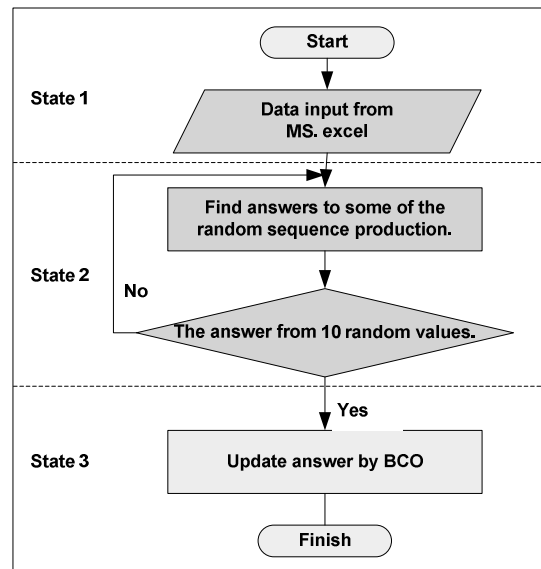 Start
State 1
Data input from
MS. excel
Find answers to some of the
random sequence production.
State 2
No
The answer from 10 random values.
Yes
State 3
Update answer by BCO
Finish